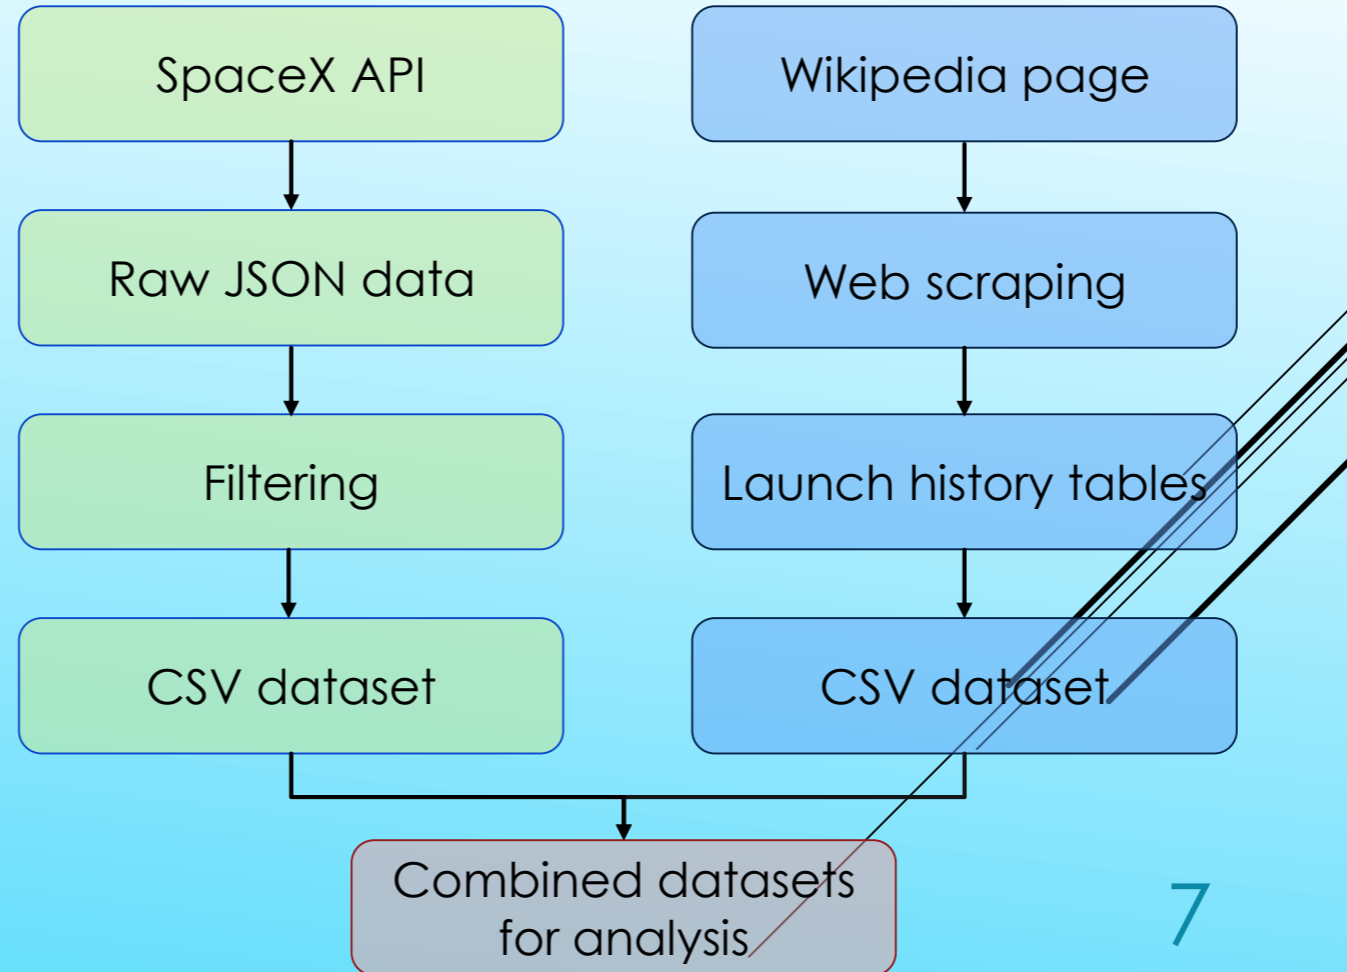 SpaceX API
Raw JSON data
Filtering
CSV dataset
Wikipedia page
Web scraping
Launch history tables
CSV dataset
Combined datasets
for analysis
7